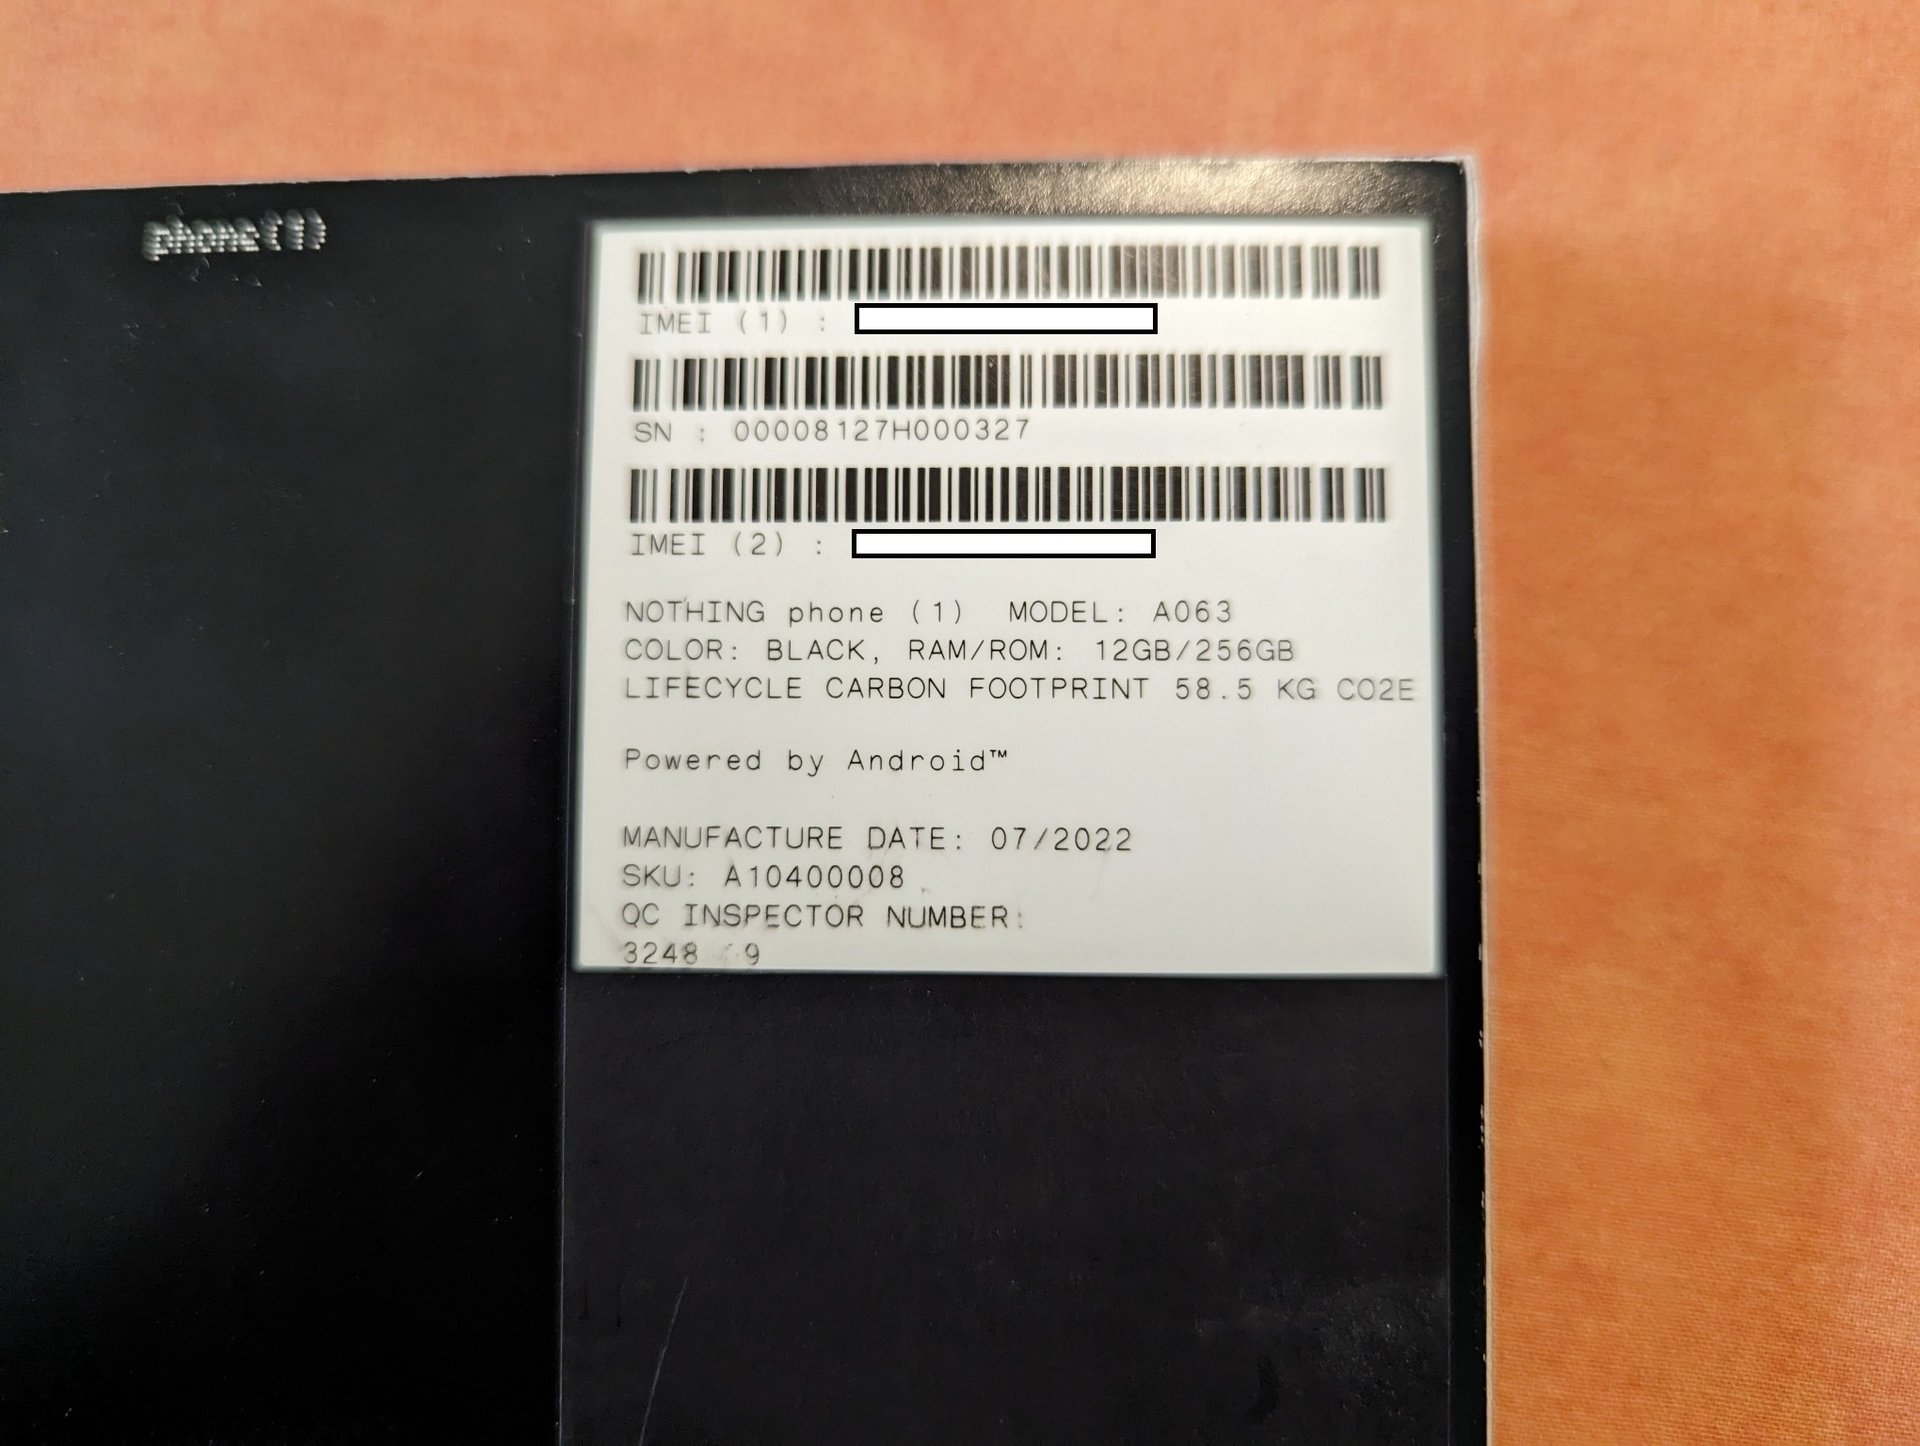 phone (1)
IMEI (1) :
SN : 00008127H000327
IMEI (2) :
NOTHING phone (1) MODEL: A063
COLOR: BLACK, RAM/ROM: 12GB/256GB
LIFECYCLE CARBON FOOTPRINT 58.5 KG CO2E
Powered by Android™
MANUFACTURE DATE: 07/2022
SKU: A10400008
QC INSPECTOR NUMBER:
3248